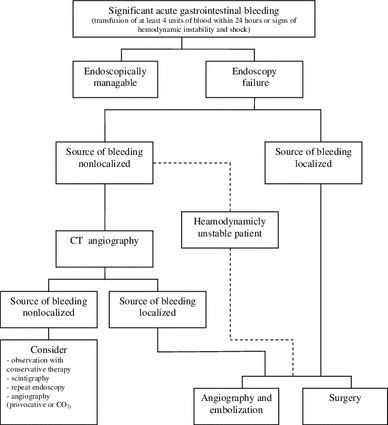 Significant acute gastrointestinal bleeding
(transfusion of at least 4 units of blood within 24 hours or signs of
hemodynamic instability and shock)
Endoscopically
managable
Endoscopy
failure
Source of bleeding
nonlocalized
Source of bleeding
localized
Heamodynamicly
unstable patient
CT angiography
Source of bleeding
nonlocalized
Source of bleeding
localized
Consider
- observation with
conservative therapy
- scintigraphy
- repeat endoscopy
- angiography
(provocative or CO₂)
Angiography and
embolization
Surgery